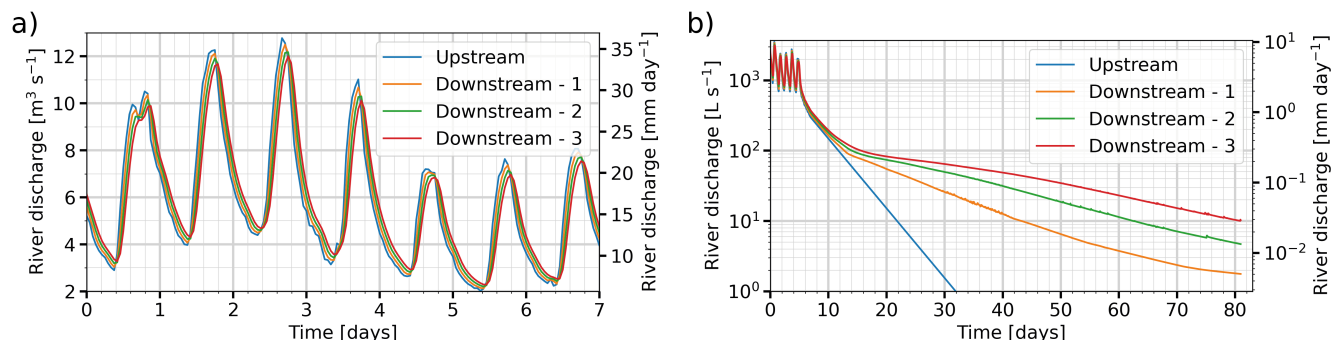 a)
River discharge [m³ s⁻¹]
12
10
8
6
4
2
0 1 2 3 4 5 6 7
Time [days]
35
30
25
20
15
10
River discharge [mm day⁻¹]
Upstream
Downstream - 1
Downstream - 2
Downstream - 3
b)
River discharge [L s⁻¹]
10³
10²
10¹
10⁰
0 10 20 30 40 50 60 70 80
Time [days]
10¹
10⁰
10⁻¹
10⁻²
River discharge [mm day⁻¹]
Upstream
Downstream - 1
Downstream - 2
Downstream - 3